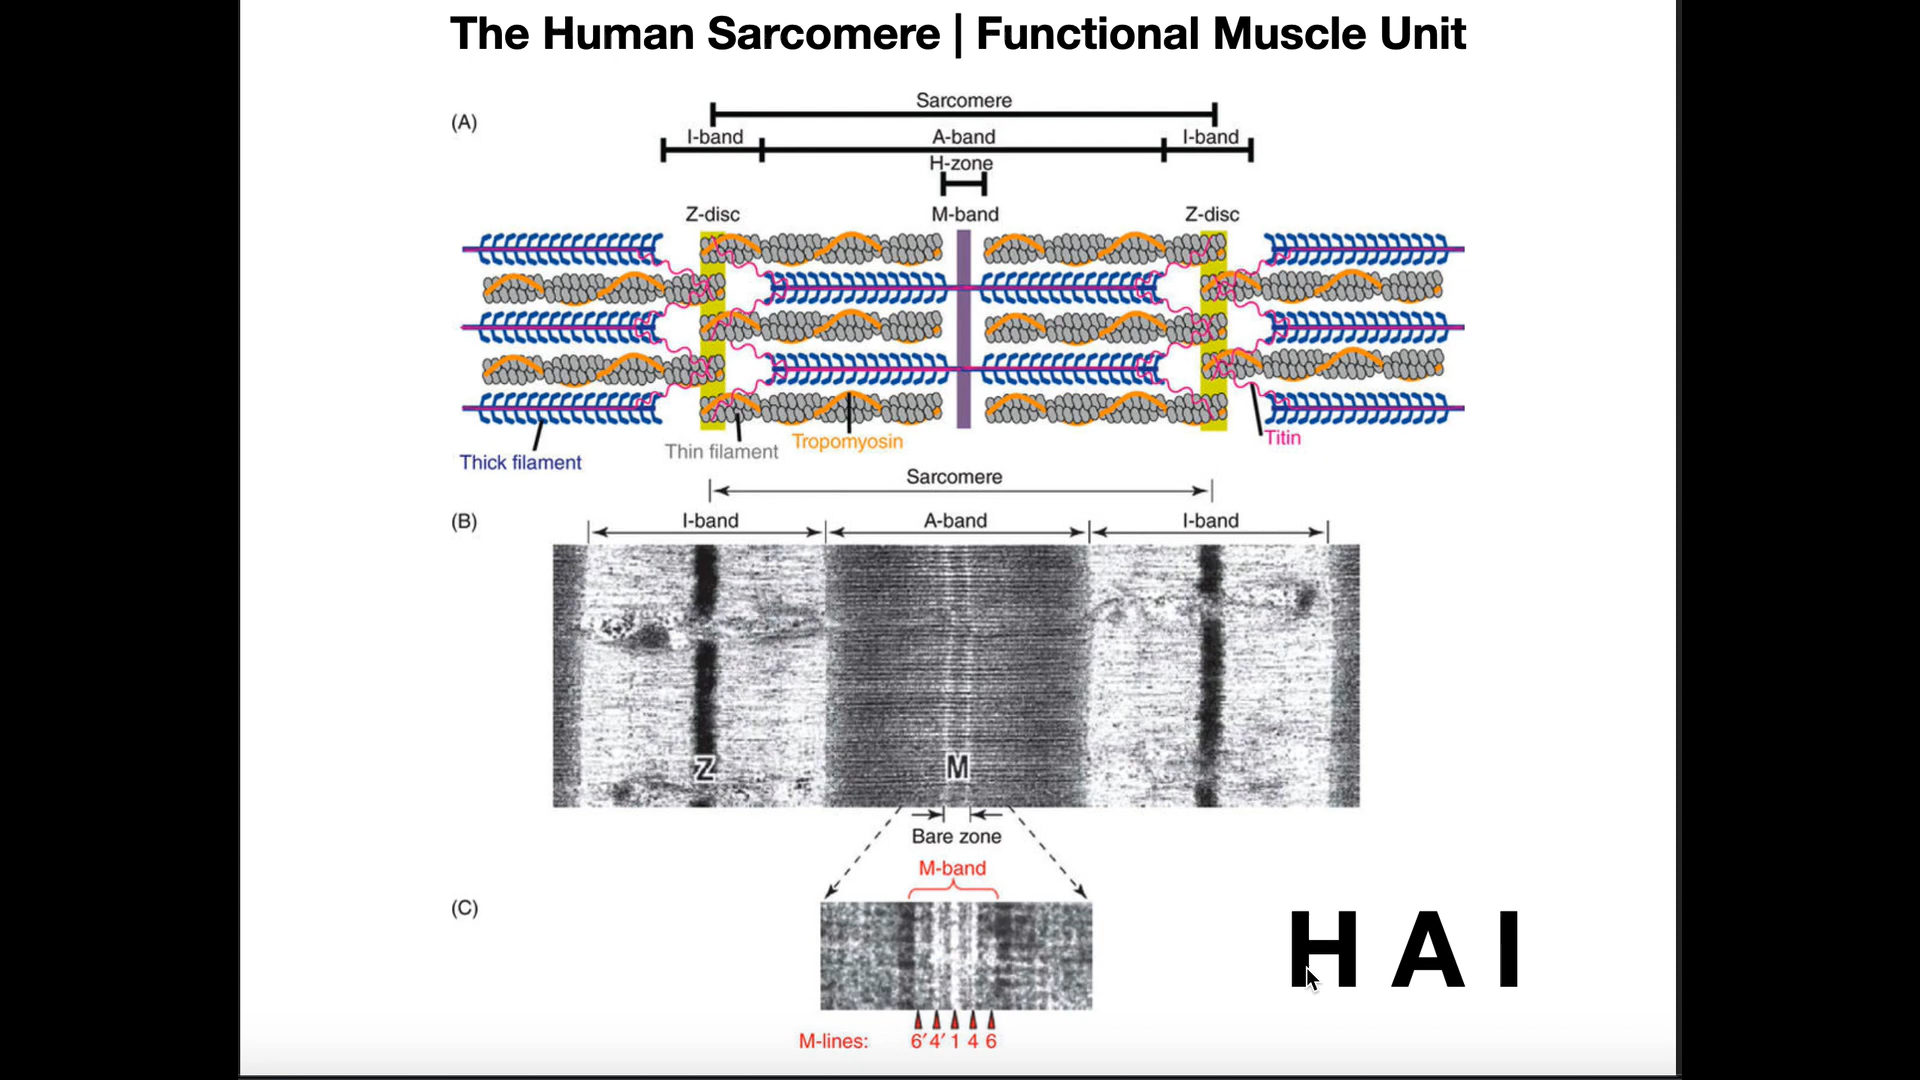 The Human Sarcomere | Functional Muscle Unit
(A)
Sarcomere
I-band A-band I-band
H-zone
Z-disc M-band Z-disc
Thick filament
Thin filament
Tropomyosin
Titin
Sarcomere
(B)
I-band A-band I-band
Z M
Bare zone
M-band
(C)
H A I
M-lines: 6′ 4′ 1 4 6